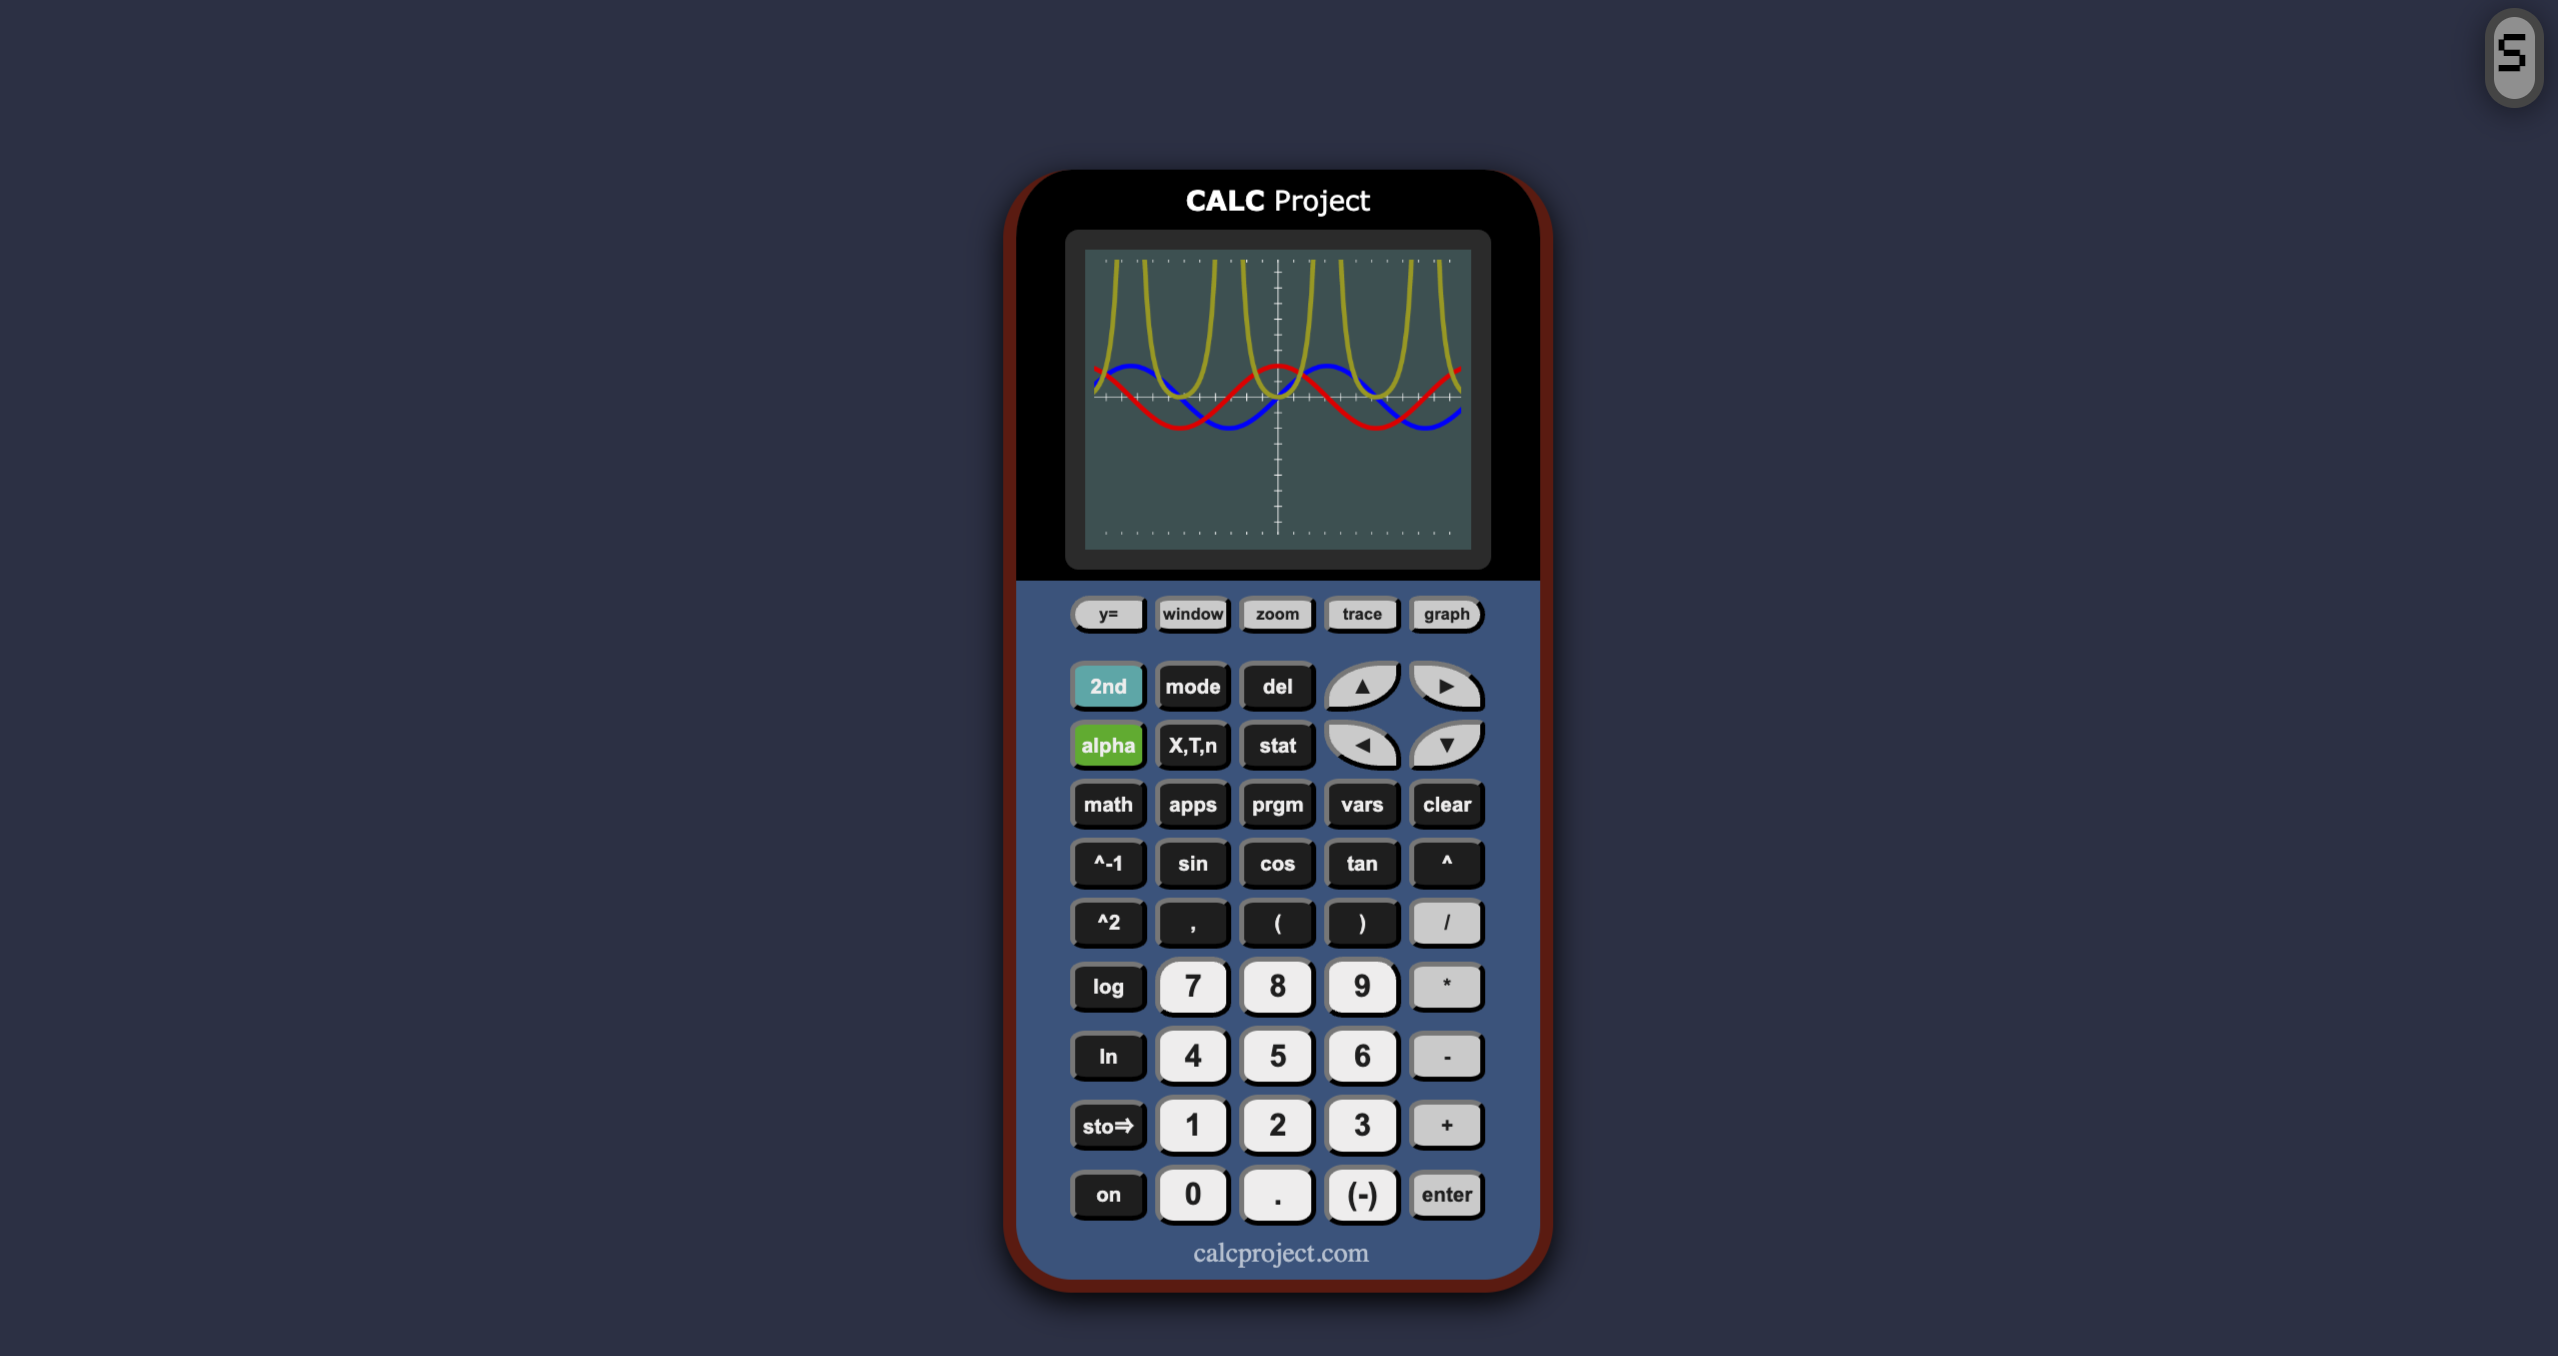 S
CALC Project
y= window zoom trace graph
2nd mode del ▲ ►
alpha X,T,n stat ◄ ▼
math apps prgm vars clear
^-1 sin cos tan ^
^2 , ( ) /
log 7 8 9 *
ln 4 5 6 -
sto⇒ 1 2 3 +
on 0 . (-) enter
calcproject.com